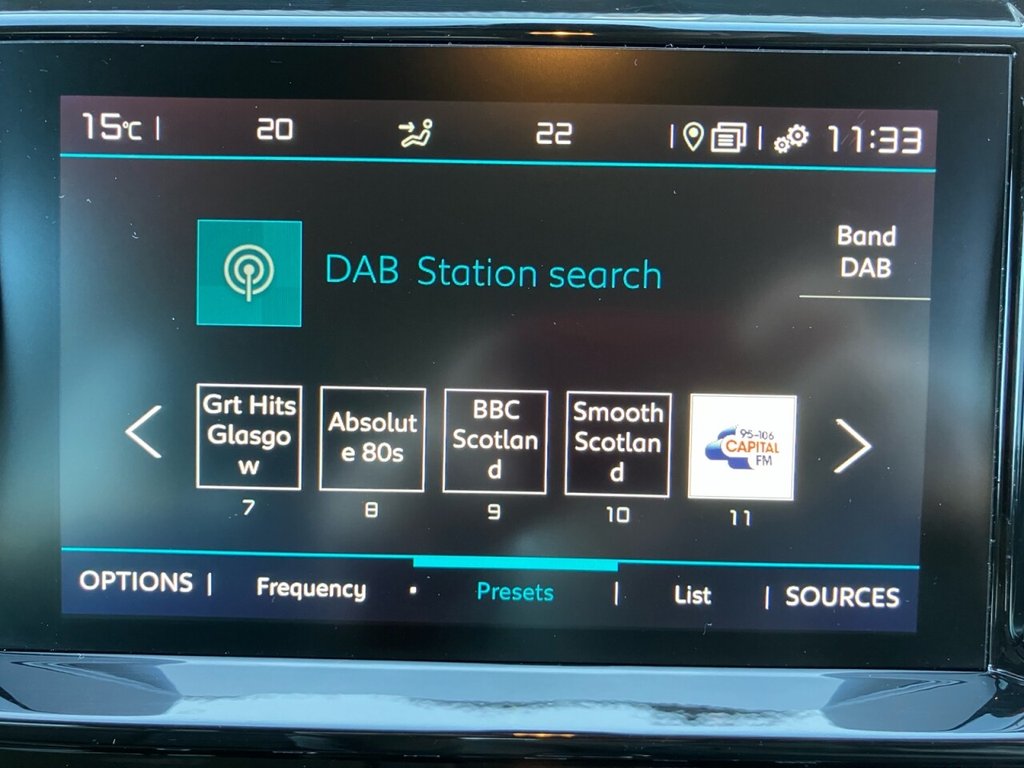 15°C | 20 22 | | 11:33
Band
DAB
DAB Station search
Grt Hits
Glasgo
w
Absolut
e 80s
BBC
Scotlan
d
Smooth
Scotlan
d
95-106
CAPITAL
FM
7 8 9 10 11
OPTIONS | Frequency · Presets | List | SOURCES